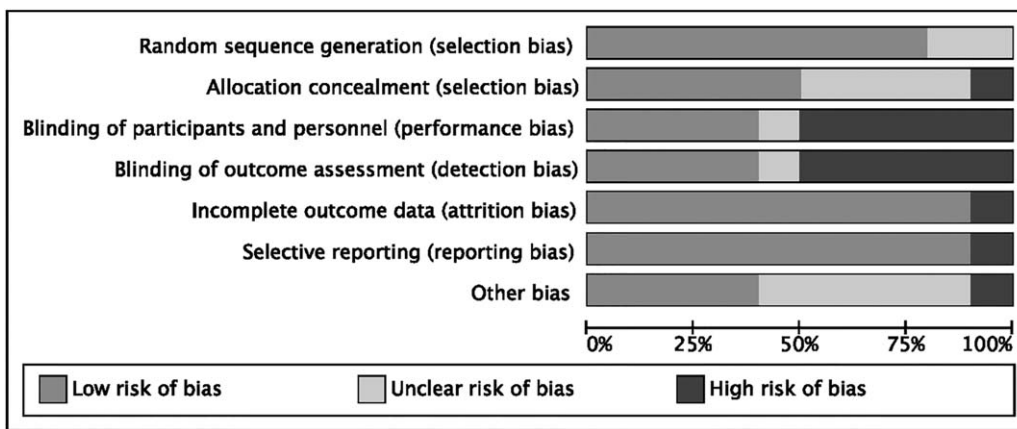 Random sequence generation (selection bias)
Allocation concealment (selection bias)
Blinding of participants and personnel (performance bias)
Blinding of outcome assessment (detection bias)
Incomplete outcome data (attrition bias)
Selective reporting (reporting bias)
Other bias
0% 25% 50% 75% 100%
Low risk of bias Unclear risk of bias High risk of bias